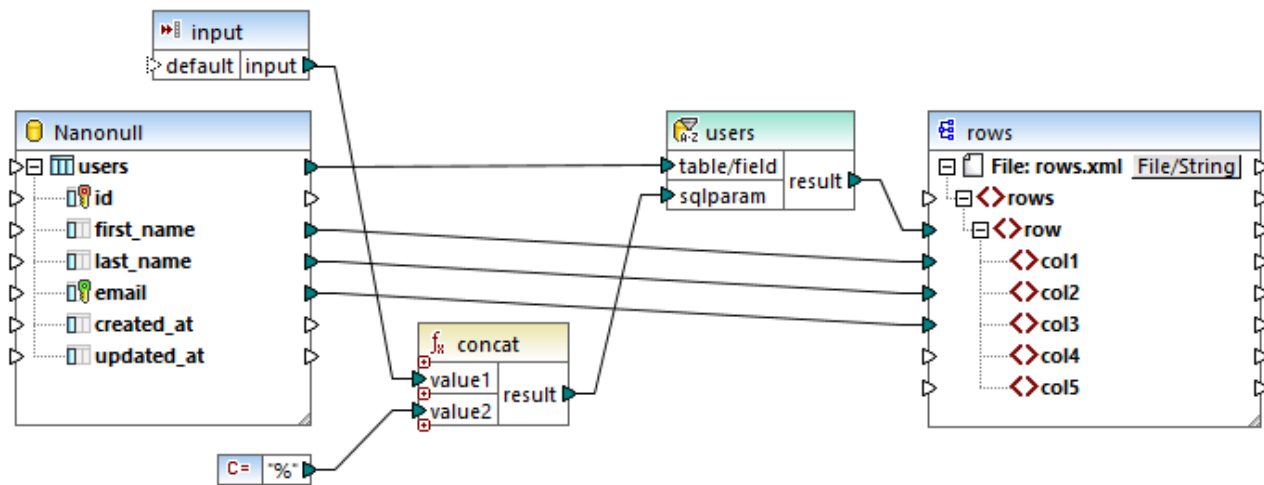 input
default input
Nanonull
users
id
first_name
last_name
email
created_at
updated_at
users
table/field
sqlparam
result
concat
value1
value2
result
C= "%"
rows
File: rows.xml File/String
rows
row
col1
col2
col3
col4
col5